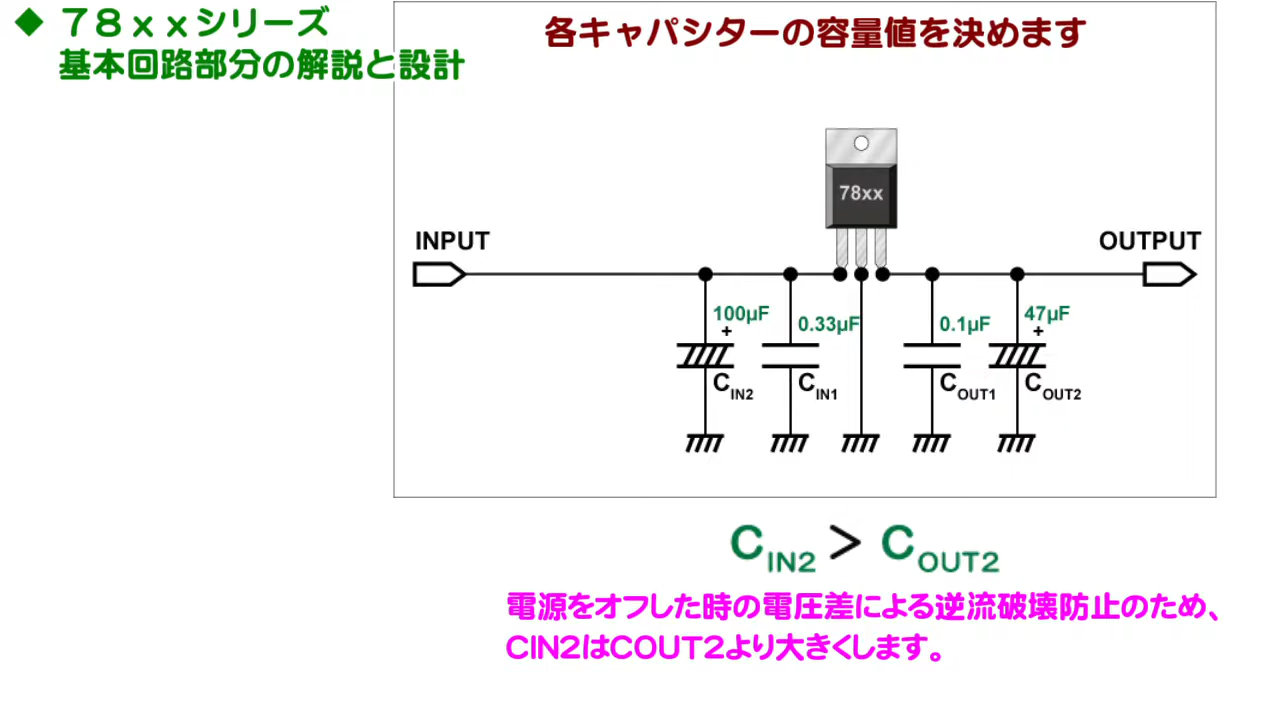 ◆ 78xxシリーズ
基本回路部分の解説と設計
各キャパシターの容量値を決めます
78xx
INPUT
OUTPUT
100μF
0.33μF
0.1μF
47μF
+
+
CIN2
CIN1
COUT1
COUT2
CIN2 > COUT2
電源をオフした時の電圧差による逆流破壊防止のため、
CIN2はCOUT2より大きくします。